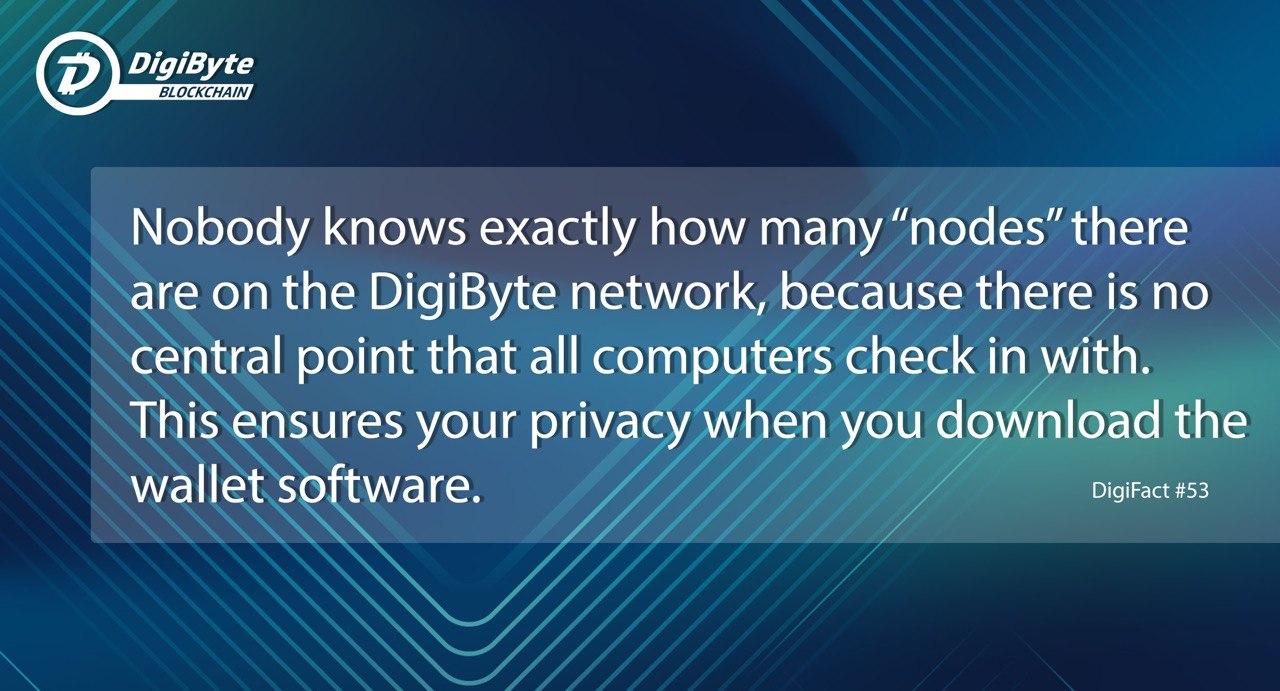 DigiByte
BLOCKCHAIN
Nobody knows exactly how many “nodes” there
are on the DigiByte network, because there is no
central point that all computers check in with.
This ensures your privacy when you download the
wallet software.
DigiFact #53